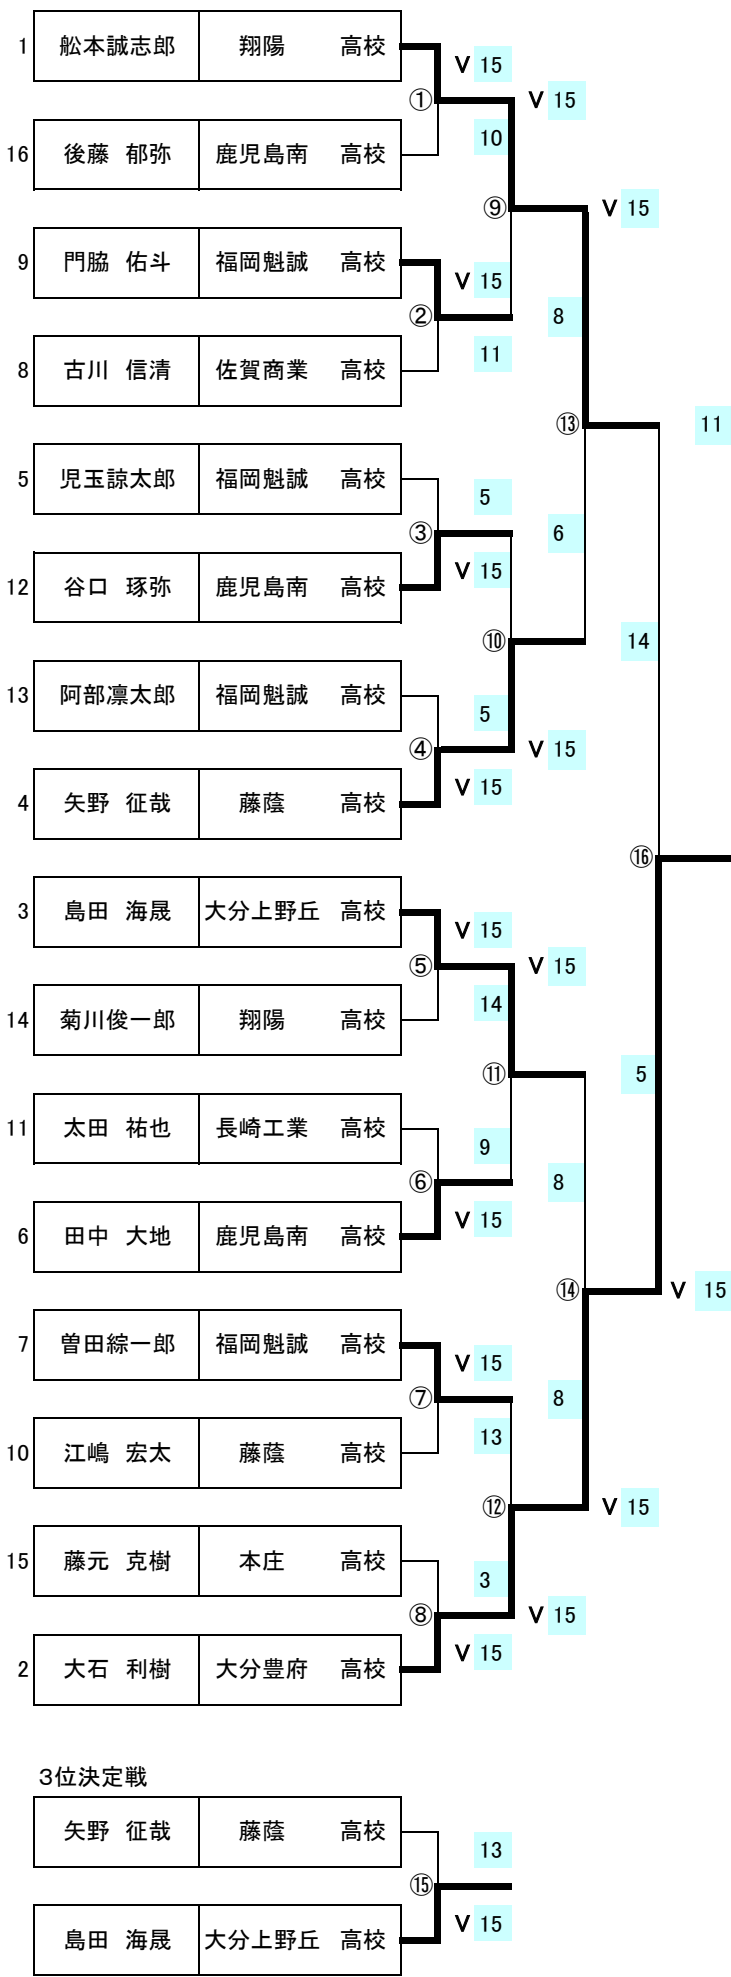 1 舩本誠志郎 翔陽 高校
V 15
① V 15
10
16 後藤 郁弥 鹿児島南 高校
⑨ V 15
9 門脇 佑斗 福岡魁誠 高校
V 15
② 8
11
8 古川 信清 佐賀商業 高校
⑬ 11
5 児玉諒太郎 福岡魁誠 高校
5
③ 6
V 15
12 谷口 琢弥 鹿児島南 高校
⑩ 14
13 阿部凛太郎 福岡魁誠 高校
5
④ V 15
V 15
4 矢野 征哉 藤蔭 高校
⑯
3 島田 海晟 大分上野丘 高校
V 15
⑤ V 15
14
14 菊川俊一郎 翔陽 高校
⑪ 5
11 太田 祐也 長崎工業 高校
9
⑥ 8
V 15
6 田中 大地 鹿児島南 高校
⑭ V 15
7 曽田綜一郎 福岡魁誠 高校
V 15
⑦ 8
13
10 江嶋 宏太 藤蔭 高校
⑫ V 15
15 藤元 克樹 本庄 高校
3
⑧ V 15
V 15
2 大石 利樹 大分豊府 高校
3位決定戦
矢野 征哉 藤蔭 高校
13
⑮
V 15
島田 海晟 大分上野丘 高校